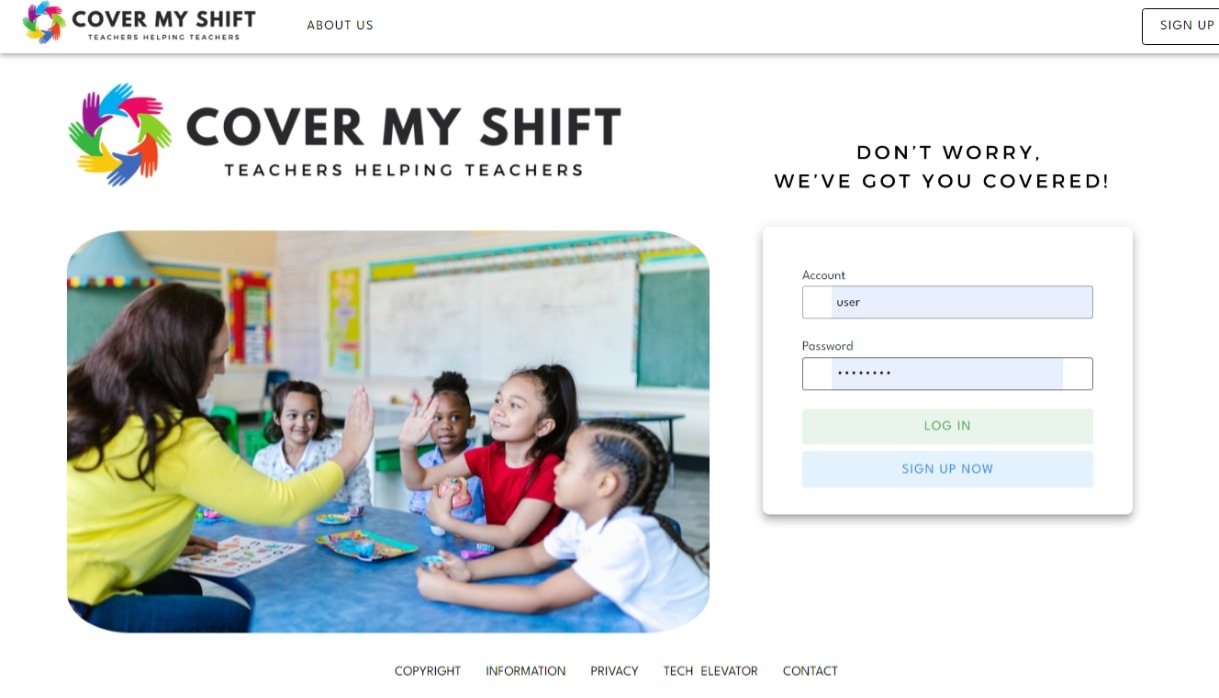 COVER MY SHIFT
TEACHERS HELPING TEACHERS
ABOUT US
SIGN UP
COVER MY SHIFT
TEACHERS HELPING TEACHERS
DON'T WORRY,
WE'VE GOT YOU COVERED!
Account
user
Password
••••••••
LOG IN
SIGN UP NOW
COPYRIGHT INFORMATION PRIVACY TECH ELEVATOR CONTACT